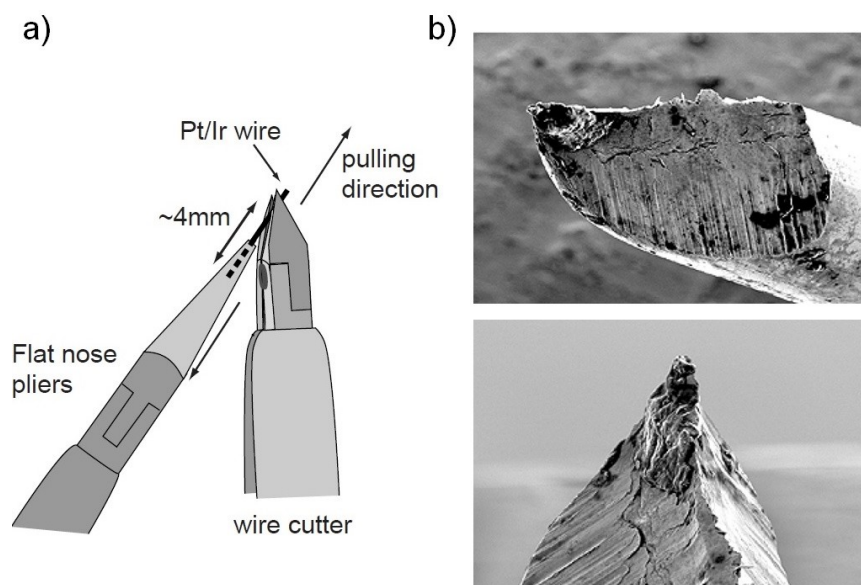 a)
b)
Pt/Ir wire
pulling
direction
~4mm
Flat nose
pliers
wire cutter